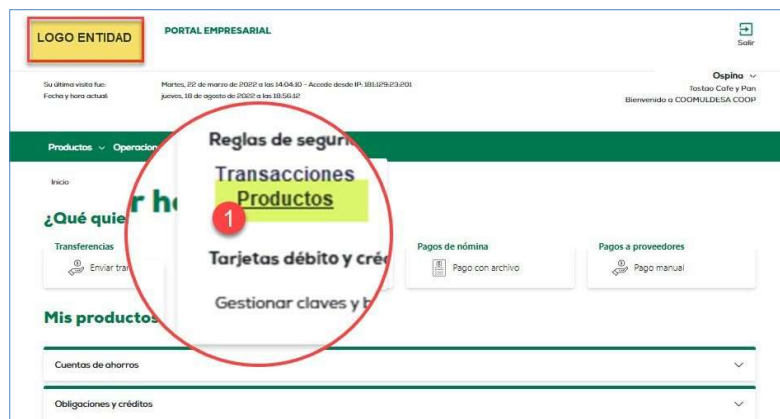 LOGO ENTIDAD
PORTAL EMPRESARIAL
Salir
Su última visita fue: Martes, 22 de marzo de 2022 a las 14:04:10 - Accede desde IP: 181.129.23.201
Fecha y hora actual: jueves, 18 de agosto de 2022 a las 18:56:12
Ospina
Tostao Cafe y Pan
Bienvenido a COOMULDESA COOP
Productos Operacion
Reglas de seguri
Transacciones
Productos
1
Tarjetas débito y cré
Gestionar claves y b
Inicio
r h
¿Qué quie
Transferencias
Enviar tran
Pagos de nómina
Pago con archivo
Pagos a proveedores
Pago manual
Mis productos
Cuentas de ahorros
Obligaciones y créditos